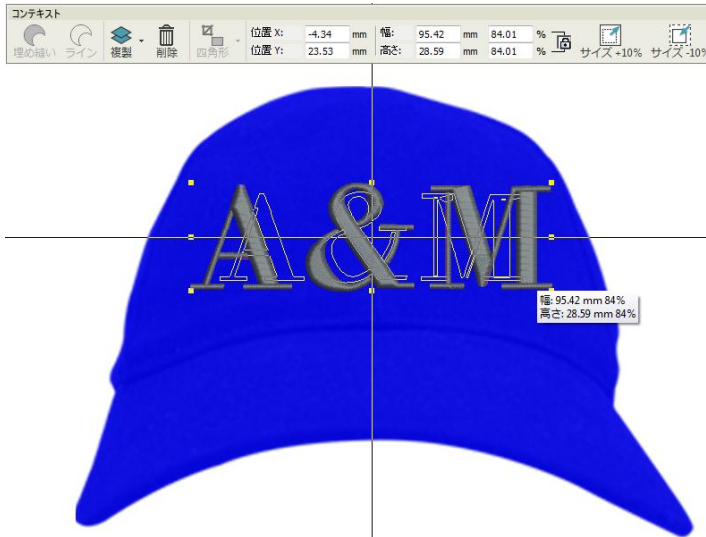 コンテキスト
埋め縫い ライン 複製 削除 四角形
位置 X: -4.34 mm 幅: 95.42 mm 84.01 %
位置 Y: 23.53 mm 高さ: 28.59 mm 84.01 %
サイズ +10% サイズ -10%
A & M
幅: 95.42 mm 84%
高さ: 28.59 mm 84%